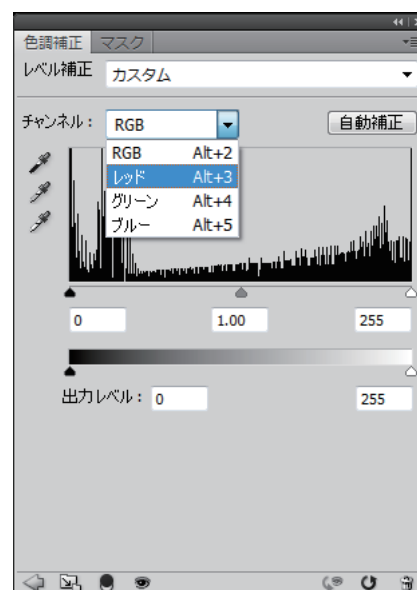 色調補正 マスク
レベル補正 カスタム
チャンネル： RGB 自動補正
RGB Alt+2
レッド Alt+3
グリーン Alt+4
ブルー Alt+5
0 1.00 255
出力レベル： 0 255